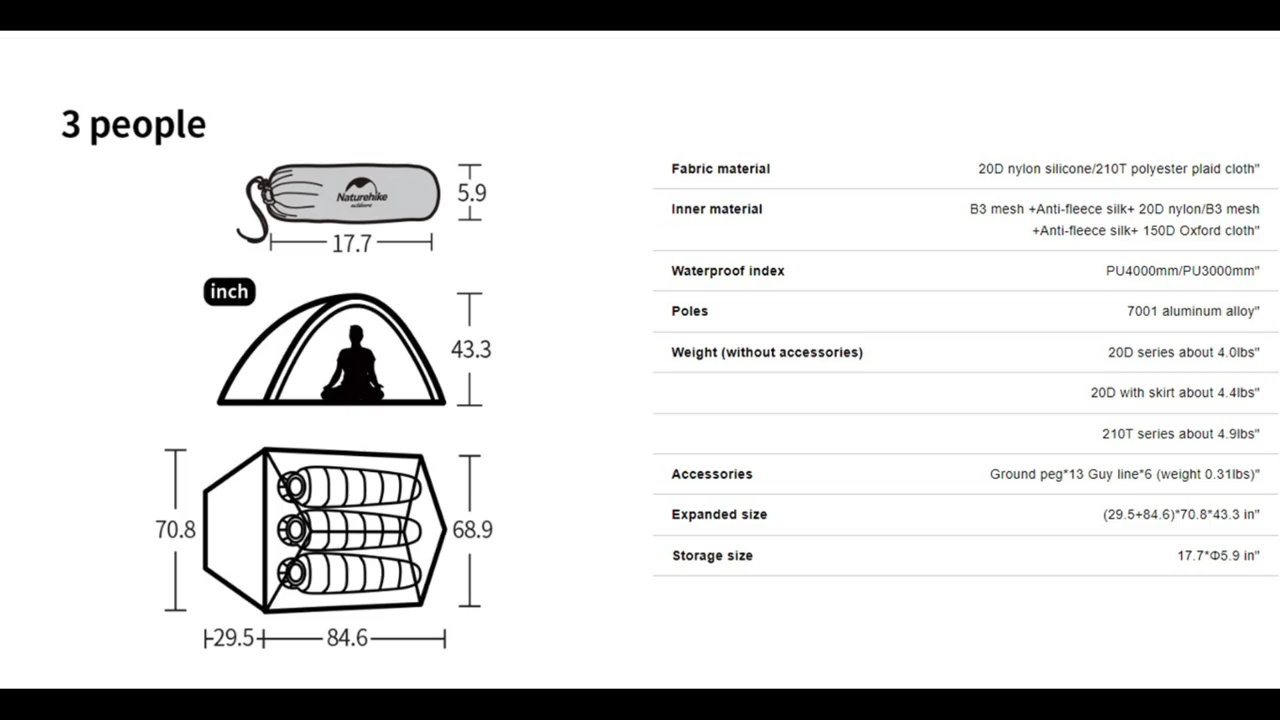 3 people
Naturehike
outdoors
5.9
17.7
inch
43.3
70.8
68.9
29.5
84.6
Fabric material 20D nylon silicone/210T polyester plaid cloth"
Inner material B3 mesh +Anti-fleece silk+ 20D nylon/B3 mesh
+Anti-fleece silk+ 150D Oxford cloth"
Waterproof index PU4000mm/PU3000mm"
Poles 7001 aluminum alloy"
Weight (without accessories) 20D series about 4.0lbs"
20D with skirt about 4.4lbs"
210T series about 4.9lbs"
Accessories Ground peg*13 Guy line*6 (weight 0.31lbs)"
Expanded size (29.5+84.6)*70.8*43.3 in"
Storage size 17.7*Φ5.9 in"